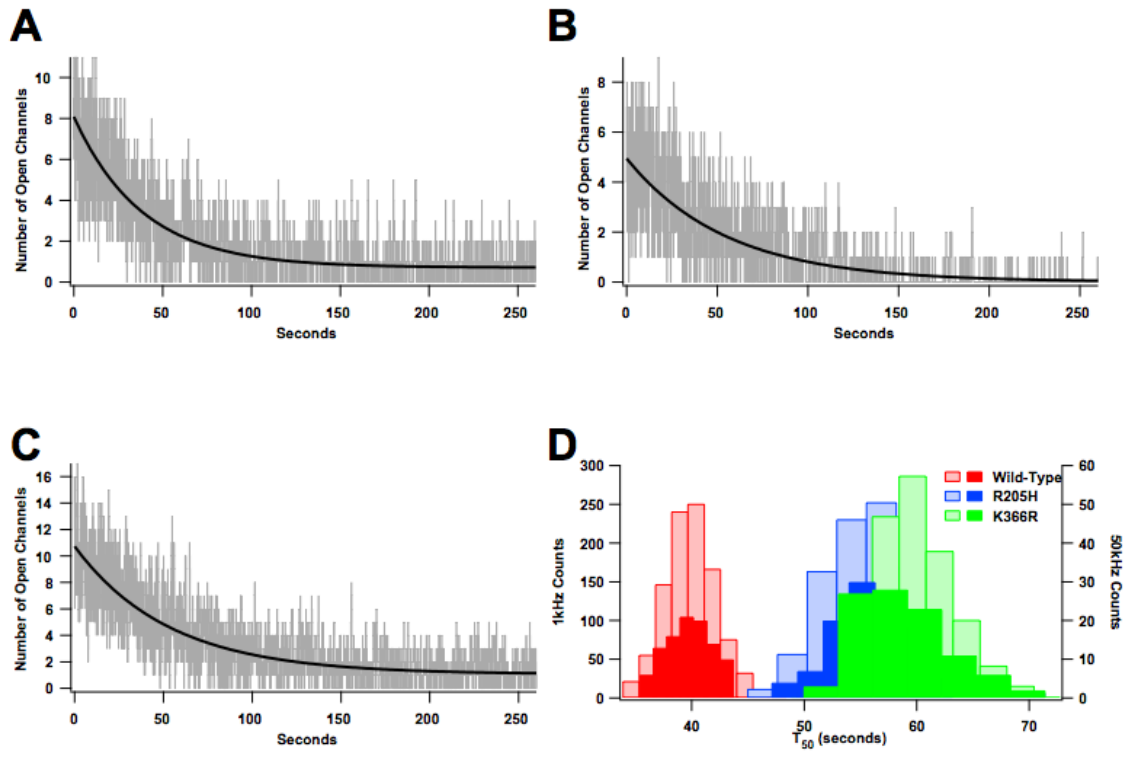 A
Number of Open Channels
10
8
6
4
2
0
0 50 100 150 200 250
Seconds
B
Number of Open Channels
8
6
4
2
0
0 50 100 150 200 250
Seconds
C
Number of Open Channels
16
14
12
10
8
6
4
2
0
0 50 100 150 200 250
Seconds
D
1kHz Counts
300
250
200
150
100
50
0
Wild-Type
R205H
K366R
60
50
40
30
20
10
0
50kHz Counts
40 50 60 70
T50 (seconds)